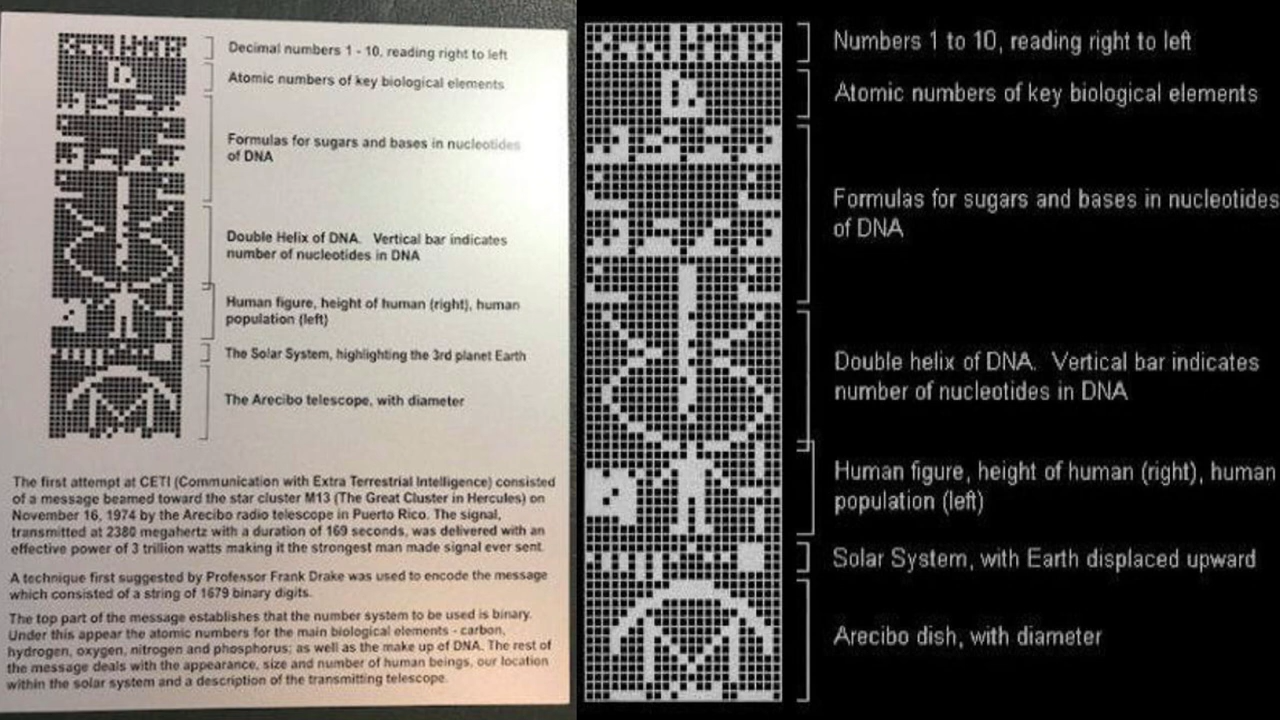 Decimal numbers 1 - 10, reading right to left
Atomic numbers of key biological elements
Formulas for sugars and bases in nucleotides
of DNA
Double Helix of DNA. Vertical bar indicates
number of nucleotides in DNA
Human figure, height of human (right), human
population (left)
The Solar System, highlighting the 3rd planet Earth
The Arecibo telescope, with diameter
The first attempt at CETI (Communication with Extra Terrestrial Intelligence) consisted
of a message beamed toward the star cluster M13 (The Great Cluster in Hercules) on
November 16, 1974 by the Arecibo radio telescope in Puerto Rico. The signal,
transmitted at 2380 megahertz with a duration of 169 seconds, was delivered with an
effective power of 3 trillion watts making it the strongest man made signal ever sent.
A technique first suggested by Professor Frank Drake was used to encode the message
which consisted of a string of 1679 binary digits.
The top part of the message establishes that the number system to be used is binary.
Under this appear the atomic numbers for the main biological elements - carbon,
hydrogen, oxygen, nitrogen and phosphorus; as well as the make up of DNA. The rest of
the message deals with the appearance, size and number of human beings, our location
within the solar system and a description of the transmitting telescope.
Numbers 1 to 10, reading right to left
Atomic numbers of key biological elements
Formulas for sugars and bases in nucleotides
of DNA
Double helix of DNA. Vertical bar indicates
number of nucleotides in DNA
Human figure, height of human (right), human
population (left)
Solar System, with Earth displaced upward
Arecibo dish, with diameter